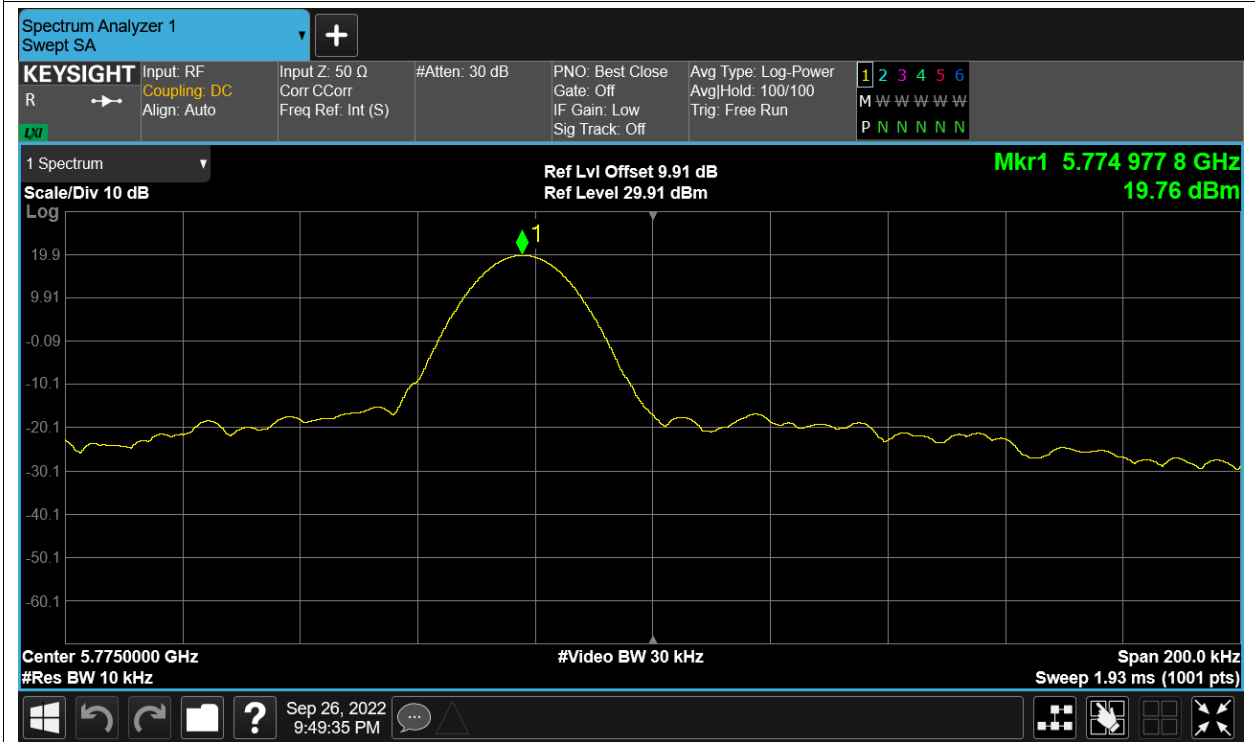 Spectrum Analyzer 1
Swept SA
KEYSIGHT
R
LXI
Input: RF
Coupling: DC
Align: Auto
Input Z: 50 Ω
Corr CCorr
Freq Ref: Int (S)
#Atten: 30 dB
PNO: Best Close
Gate: Off
IF Gain: Low
Sig Track: Off
Avg Type: Log-Power
Avg|Hold: 100/100
Trig: Free Run
1 2 3 4 5 6
M W W W W W
P N N N N N
1 Spectrum
Scale/Div 10 dB
Log
Ref Lvl Offset 9.91 dB
Ref Level 29.91 dBm
Mkr1 5.774 977 8 GHz
19.76 dBm
1
19.9
9.91
-0.09
-10.1
-20.1
-30.1
-40.1
-50.1
-60.1
Center 5.7750000 GHz
#Res BW 10 kHz
#Video BW 30 kHz
Span 200.0 kHz
Sweep 1.93 ms (1001 pts)
?
Sep 26, 2022
9:49:35 PM